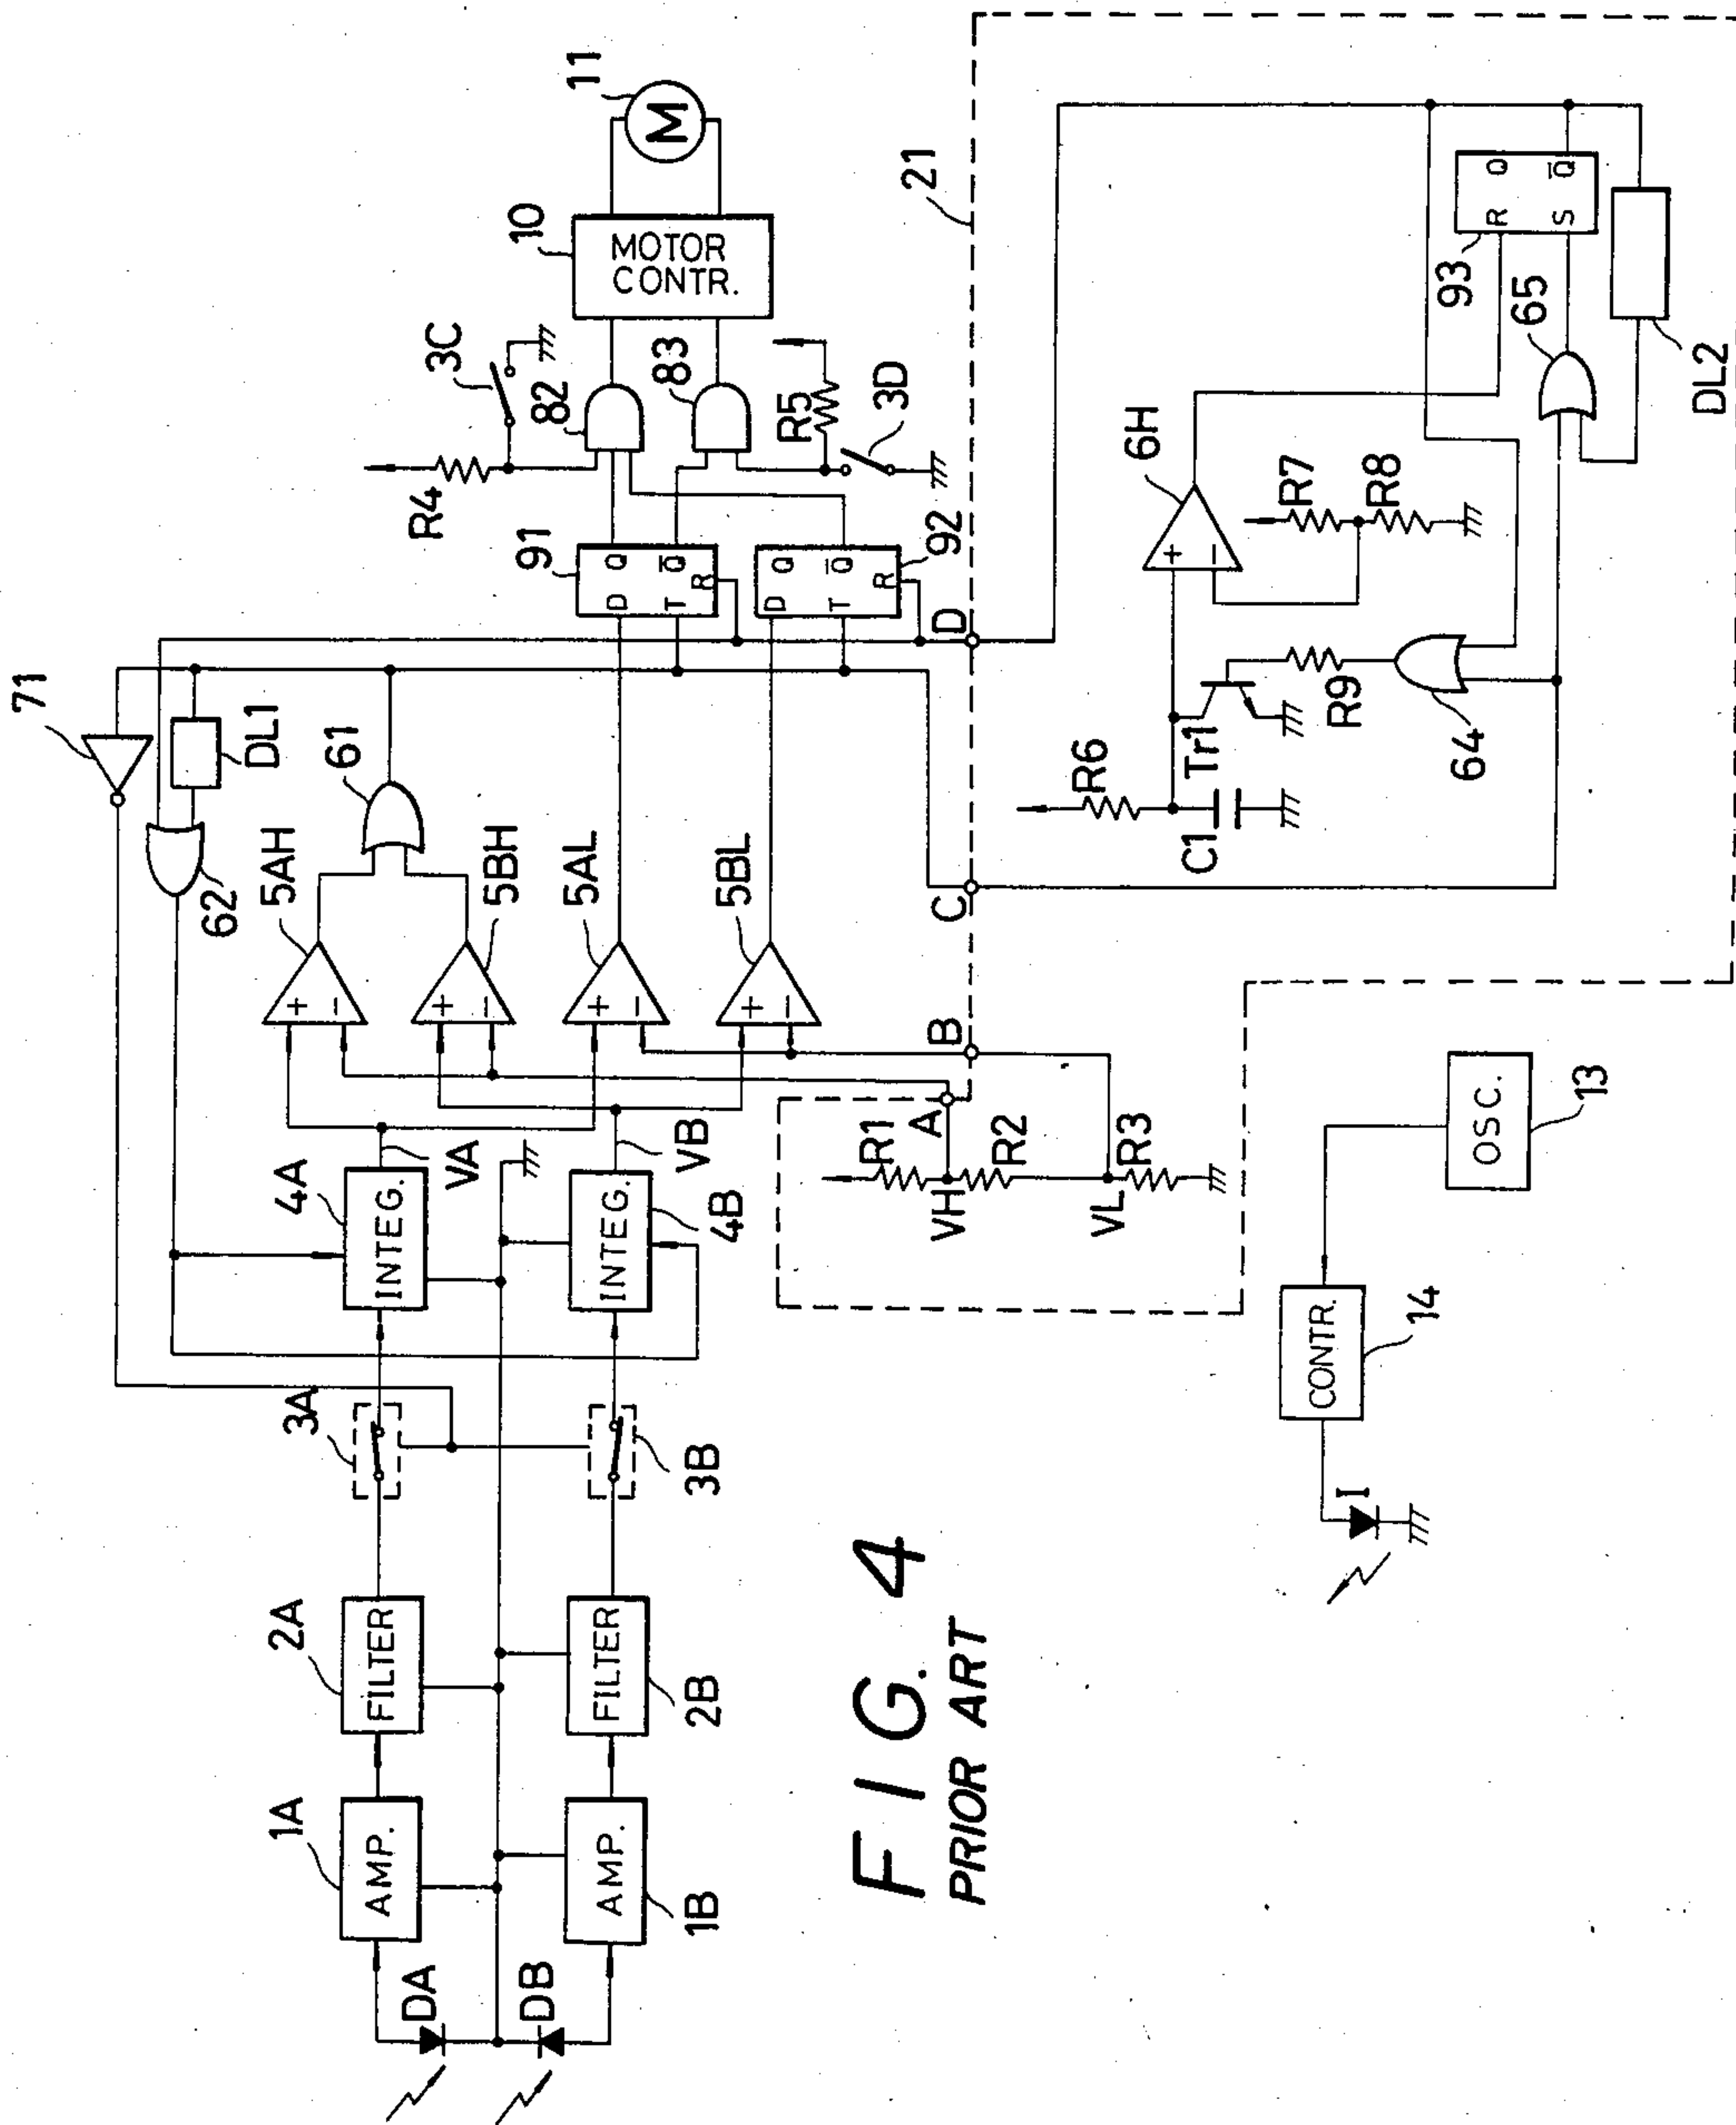 71
62
DL1
61
5AH
+
−
5BH
+
−
5AL
+
−
5BL
+
−
11
M
10
MOTOR
CONTR.
3C
R4
82
83
R5
3D
91
D
Q
T
Q̅
R
92
D
Q
T
Q̅
R
DA
DB
1A
AMP.
1B
AMP.
2A
FILTER
2B
FILTER
3A
3B
4A
INTEG.
VA
4B
INTEG.
VB
A
B
C
D
21
R1
VH
R2
VL
R3
R6
C1
Tr1
R9
64
6H
+
−
R7
R8
93
R
Q
S
Q̅
65
DL2
I
CONTR.
14
OSC.
13
FIG. 4
PRIOR ART